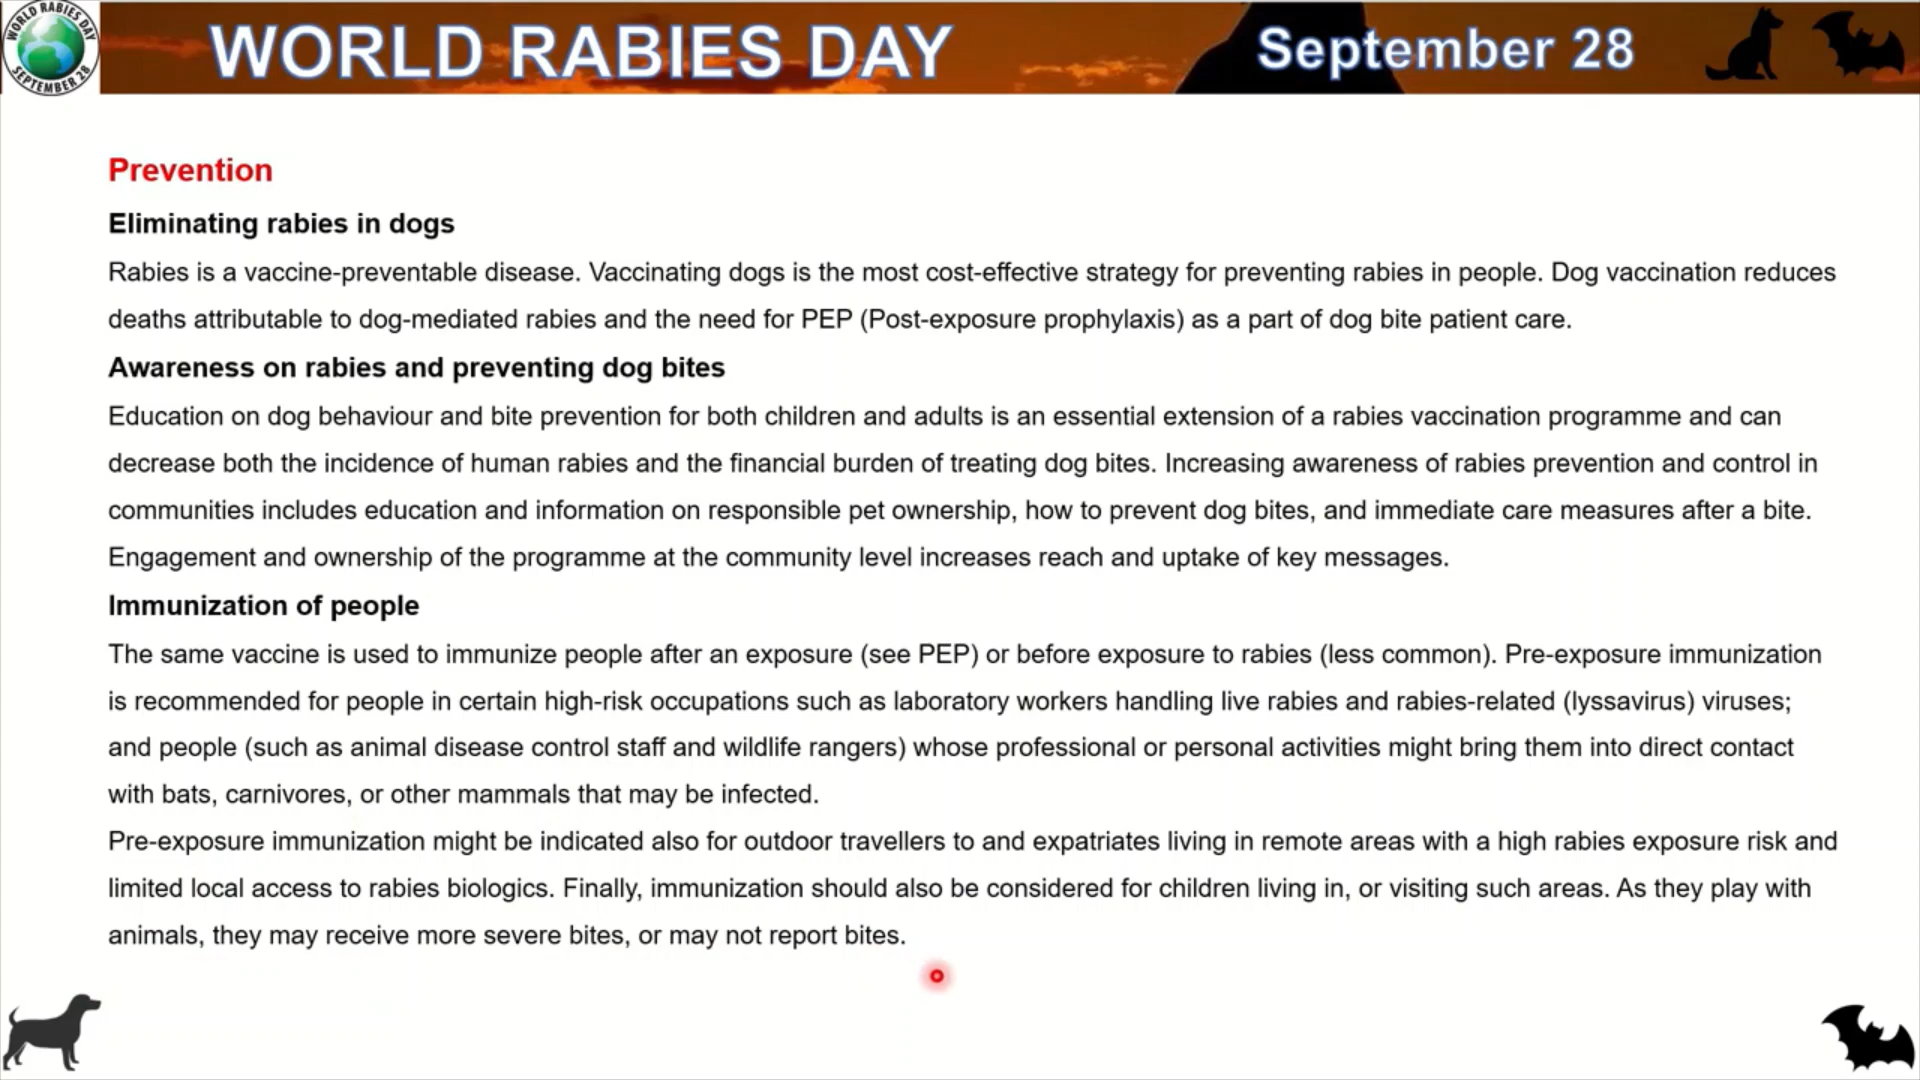 WORLD RABIES DAY
SEPTEMBER 28
WORLD RABIES DAY
September 28
Prevention
Eliminating rabies in dogs
Rabies is a vaccine-preventable disease. Vaccinating dogs is the most cost-effective strategy for preventing rabies in people. Dog vaccination reduces
deaths attributable to dog-mediated rabies and the need for PEP (Post-exposure prophylaxis) as a part of dog bite patient care.
Awareness on rabies and preventing dog bites
Education on dog behaviour and bite prevention for both children and adults is an essential extension of a rabies vaccination programme and can
decrease both the incidence of human rabies and the financial burden of treating dog bites. Increasing awareness of rabies prevention and control in
communities includes education and information on responsible pet ownership, how to prevent dog bites, and immediate care measures after a bite.
Engagement and ownership of the programme at the community level increases reach and uptake of key messages.
Immunization of people
The same vaccine is used to immunize people after an exposure (see PEP) or before exposure to rabies (less common). Pre-exposure immunization
is recommended for people in certain high-risk occupations such as laboratory workers handling live rabies and rabies-related (lyssavirus) viruses;
and people (such as animal disease control staff and wildlife rangers) whose professional or personal activities might bring them into direct contact
with bats, carnivores, or other mammals that may be infected.
Pre-exposure immunization might be indicated also for outdoor travellers to and expatriates living in remote areas with a high rabies exposure risk and
limited local access to rabies biologics. Finally, immunization should also be considered for children living in, or visiting such areas. As they play with
animals, they may receive more severe bites, or may not report bites.